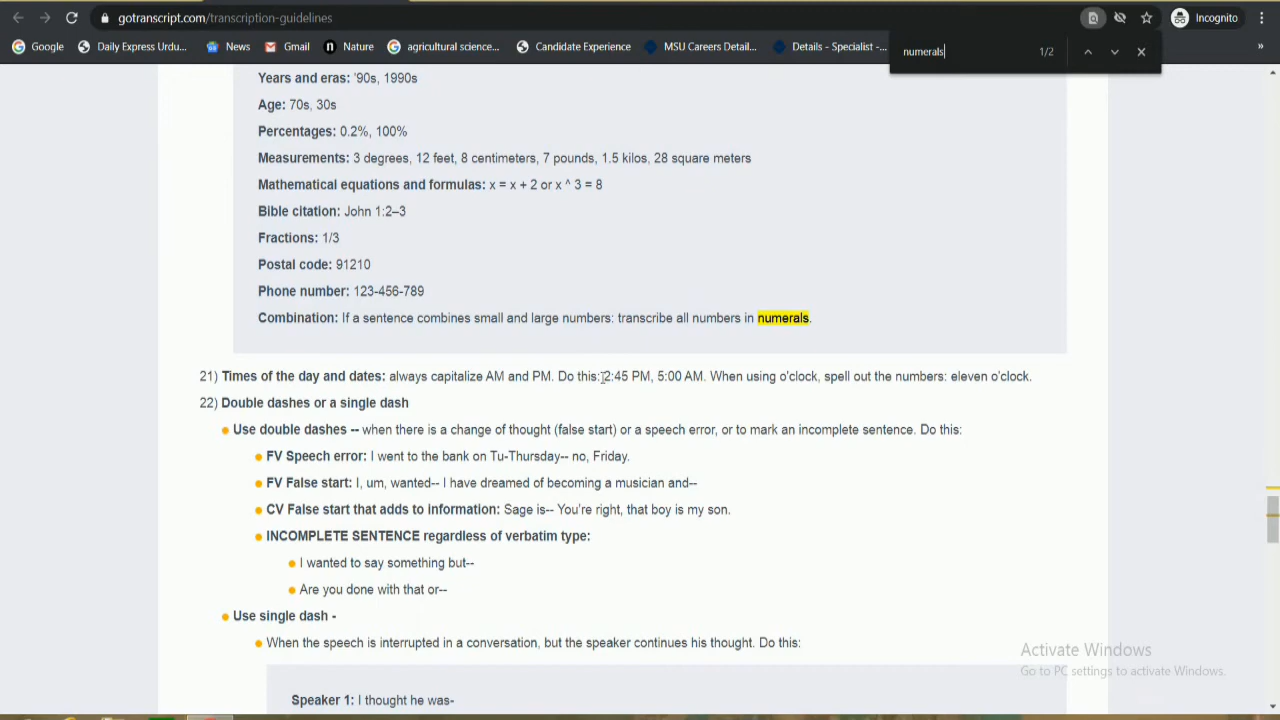 gotranscript.com/transcription-guidelines
Incognito
Google
Daily Express Urdu...
News
Gmail
Nature
agricultural science...
Candidate Experience
MSU Careers Detail...
Details - Specialist -...
»
numerals
1/2
Years and eras: '90s, 1990s
Age: 70s, 30s
Percentages: 0.2%, 100%
Measurements: 3 degrees, 12 feet, 8 centimeters, 7 pounds, 1.5 kilos, 28 square meters
Mathematical equations and formulas: x = x + 2 or x ^ 3 = 8
Bible citation: John 1:2–3
Fractions: 1/3
Postal code: 91210
Phone number: 123-456-789
Combination: If a sentence combines small and large numbers: transcribe all numbers in numerals.
21) Times of the day and dates: always capitalize AM and PM. Do this: 2:45 PM, 5:00 AM. When using o'clock, spell out the numbers: eleven o'clock.
22) Double dashes or a single dash
Use double dashes -- when there is a change of thought (false start) or a speech error, or to mark an incomplete sentence. Do this:
FV Speech error: I went to the bank on Tu-Thursday-- no, Friday.
FV False start: I, um, wanted-- I have dreamed of becoming a musician and--
CV False start that adds to information: Sage is-- You're right, that boy is my son.
INCOMPLETE SENTENCE regardless of verbatim type:
I wanted to say something but--
Are you done with that or--
Use single dash -
When the speech is interrupted in a conversation, but the speaker continues his thought. Do this:
Speaker 1: I thought he was-
Activate Windows
Go to PC settings to activate Windows.